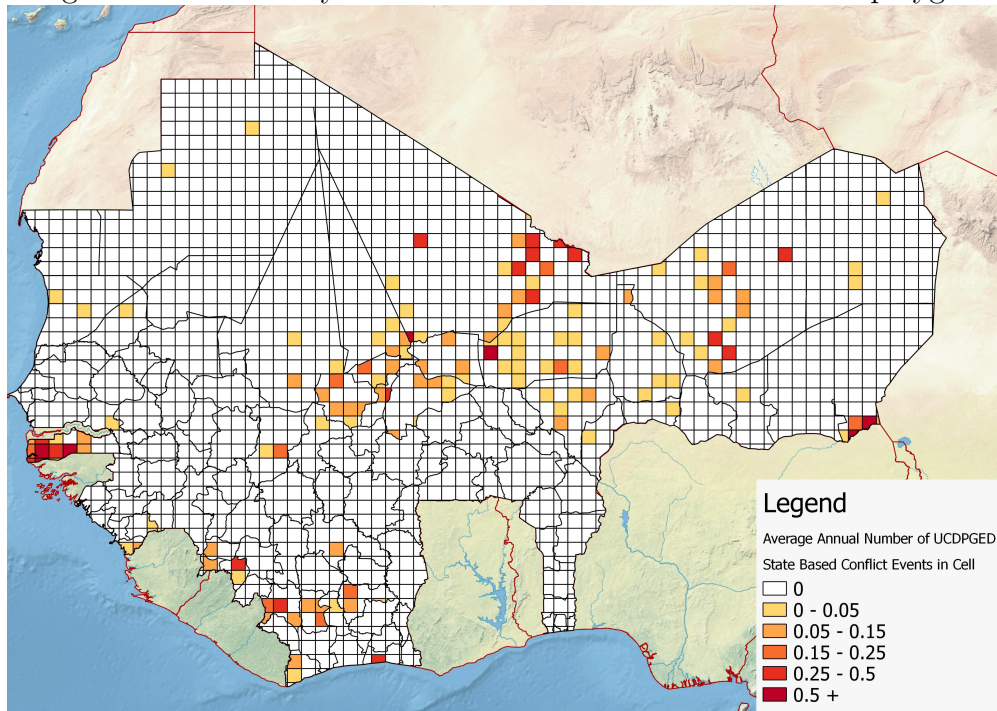 Legend
Average Annual Number of UCDPGED
State Based Conflict Events in Cell
0
0 - 0.05
0.05 - 0.15
0.15 - 0.25
0.25 - 0.5
0.5 +